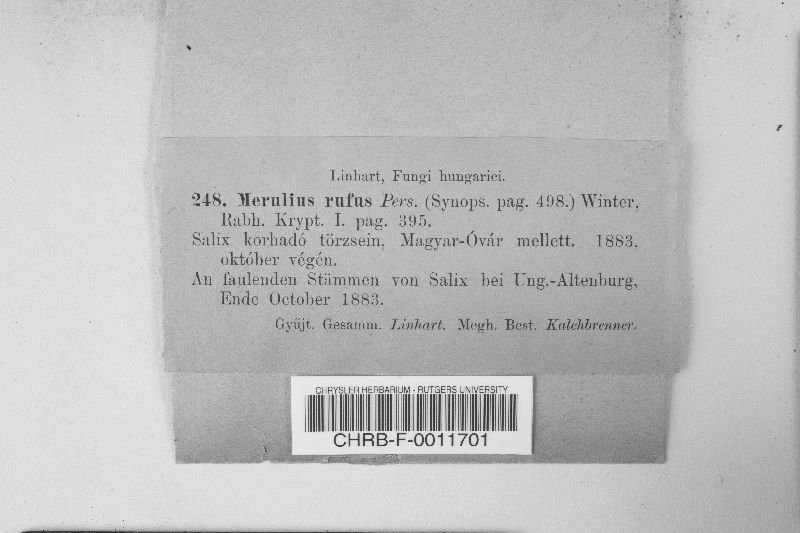 Linhart, Fungi hungarici.
248. Merulius rufus Pers. (Synops. pag. 498.) Winter,
Rabh. Krypt. I. pag. 395.
Salix korhadó törzsein, Magyar-Óvár mellett. 1883,
október végén.
An faulenden Stämmen von Salix bei Ung.-Altenburg,
Ende October 1883.
Gyűjt. Gesamm. Linhart. Megh. Best. Kalchbrenner.
CHRYSLER HERBARIUM - RUTGERS UNIVERSITY
CHRB-F-0011701